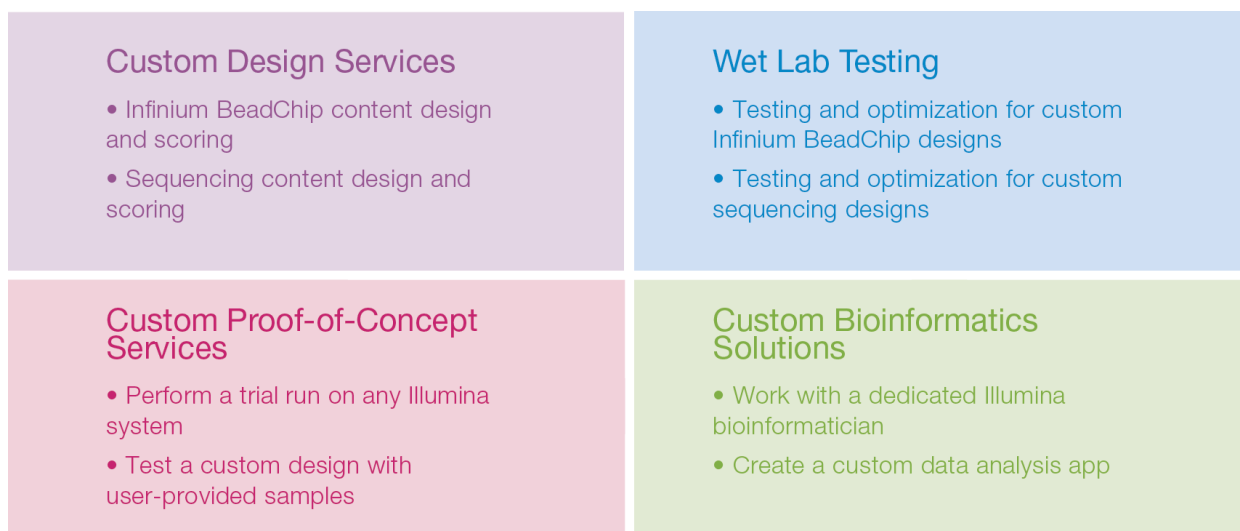 Custom Design Services
• Infinium BeadChip content design
and scoring
• Sequencing content design and
scoring
Wet Lab Testing
• Testing and optimization for custom
Infinium BeadChip designs
• Testing and optimization for custom
sequencing designs
Custom Proof-of-Concept
Services
• Perform a trial run on any Illumina
system
• Test a custom design with
user-provided samples
Custom Bioinformatics
Solutions
• Work with a dedicated Illumina
bioinformatician
• Create a custom data analysis app